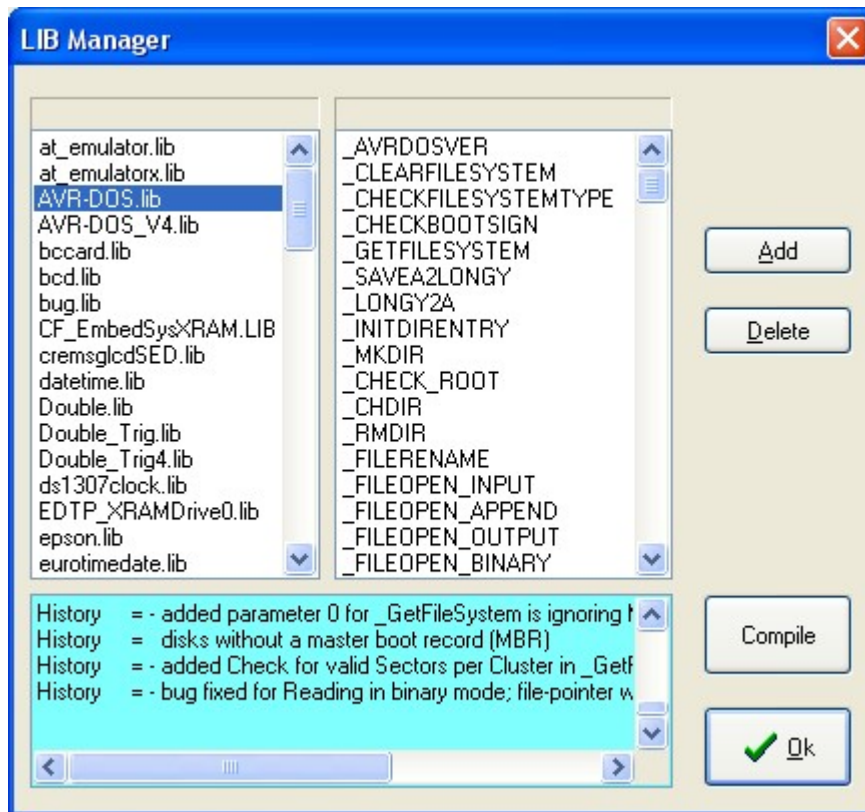 LIB Manager
at_emulator.lib
at_emulatorx.lib
AVR-DOS.lib
AVR-DOS_V4.lib
bccard.lib
bcd.lib
bug.lib
CF_EmbedSysXRAM.LIB
cremsglcdSED.lib
datetime.lib
Double.lib
Double_Trig.lib
Double_Trig4.lib
ds1307clock.lib
EDTP_XRAMDrive0.lib
epson.lib
eurotimedate.lib
_AVRDOSVER
_CLEARFILESYSTEM
_CHECKFILESYSTEMTYPE
_CHECKBOOTSIGN
_GETFILESYSTEM
_SAVEA2LONGY
_LONGY2A
_INITDIRENTRY
_MKDIR
_CHECK_ROOT
_CHDIR
_RMDIR
_FILERENAME
_FILEOPEN_INPUT
_FILEOPEN_APPEND
_FILEOPEN_OUTPUT
_FILEOPEN_BINARY
Add
Delete
History = - added parameter 0 for _GetFileSystem is ignoring
History = disks without a master boot record (MBR)
History = - added Check for valid Sectors per Cluster in
History = - bug fixed for Reading in binary mode; file-pointer
Compile
Ok